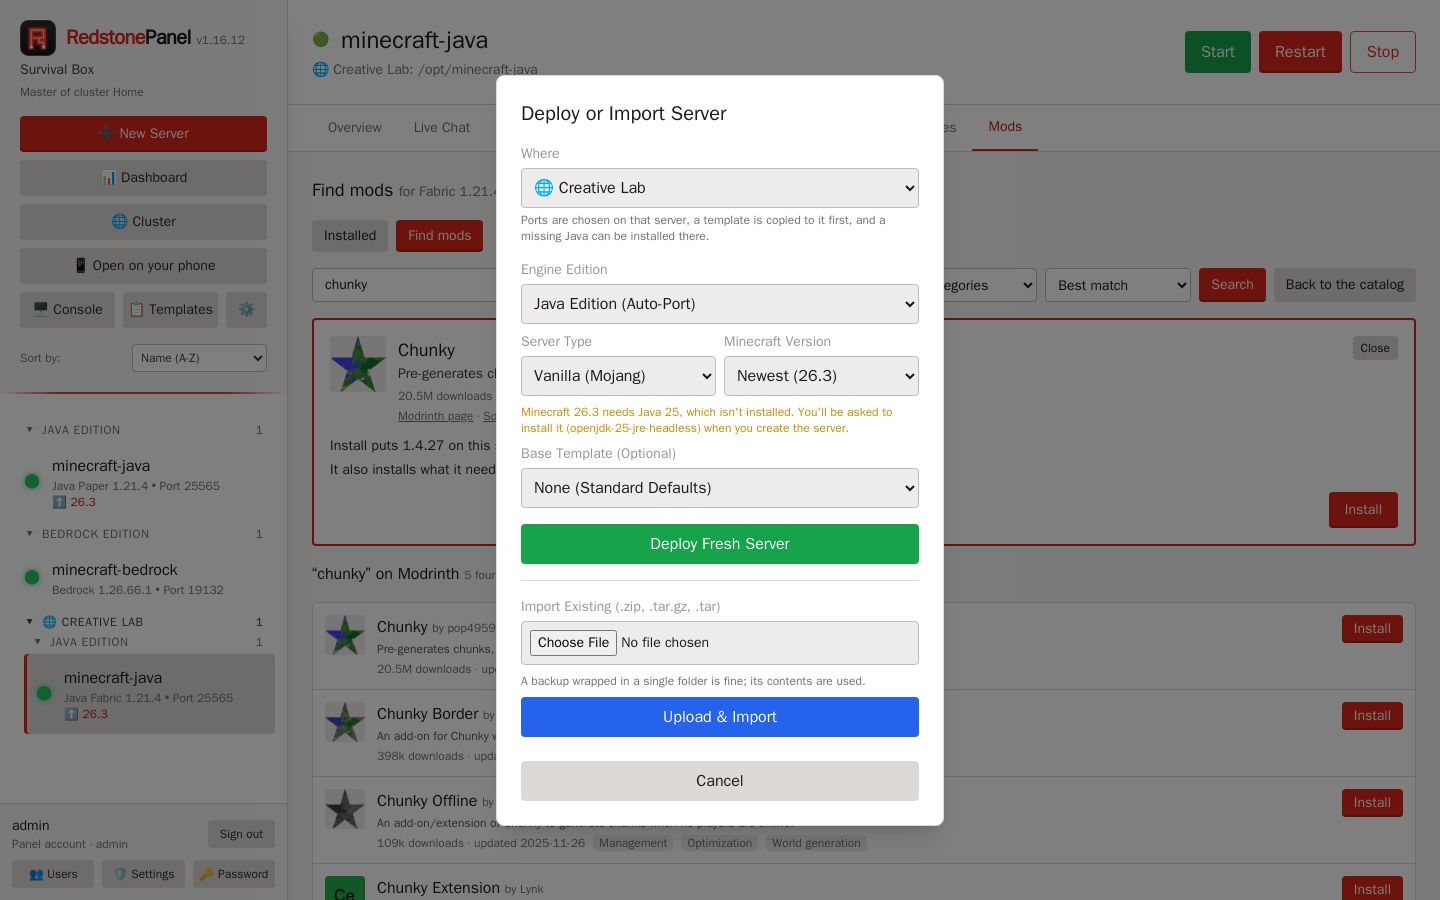 RedstonePanel v1.16.12
Survival Box
Master of cluster Home
➕ New Server
📊 Dashboard
🌐 Cluster
📱 Open on your phone
🖥️ Console
📋 Templates
⚙️
Sort by:
Name (A-Z)
▼ JAVA EDITION 1
minecraft-java
Java Paper 1.21.4 • Port 25565
⬆️ 26.3
▼ BEDROCK EDITION 1
minecraft-bedrock
Bedrock 1.26.66.1 • Port 19132
▼ 🌐 CREATIVE LAB 1
▼ JAVA EDITION 1
minecraft-java
Java Fabric 1.21.4 • Port 25565
⬆️ 26.3
admin
Panel account · admin
Sign out
👥 Users
🛡️ Settings
🔑 Password
minecraft-java
🌐 Creative Lab: /opt/minecraft-java
Start
Restart
Stop
Overview
Live Chat
es
Mods
Find mods for Fabric 1.21.4
Installed
Find mods
chunky
egories
Best match
Search
Back to the catalog
Chunky
Close
Pre-generates
20.5M downloads
Modrinth page ·
Install puts 1.4.27 on this
It also installs what it need
Install
“chunky” on Modrinth 5
Chunky by pop4959
Pre-generates chunks,
20.5M downloads ·
Install
Chunky Border by
An add-on for Chunky
398k downloads ·
Install
Chunky Offline by
An add-on/extension
109k downloads · updated 2025-11-26
Management
Optimization
World generation
Install
Ce
Chunky Extension by Lynk
Install
Deploy or Import Server
Where
🌐 Creative Lab
Ports are chosen on that server, a template is copied to it first, and a
missing Java can be installed there.
Engine Edition
Java Edition (Auto-Port)
Server Type
Minecraft Version
Vanilla (Mojang)
Newest (26.3)
Minecraft 26.3 needs Java 25, which isn't installed. You'll be asked to
install it (openjdk-25-jre-headless) when you create the server.
Base Template (Optional)
None (Standard Defaults)
Deploy Fresh Server
Import Existing (.zip, .tar.gz, .tar)
Choose File No file chosen
A backup wrapped in a single folder is fine; its contents are used.
Upload & Import
Cancel